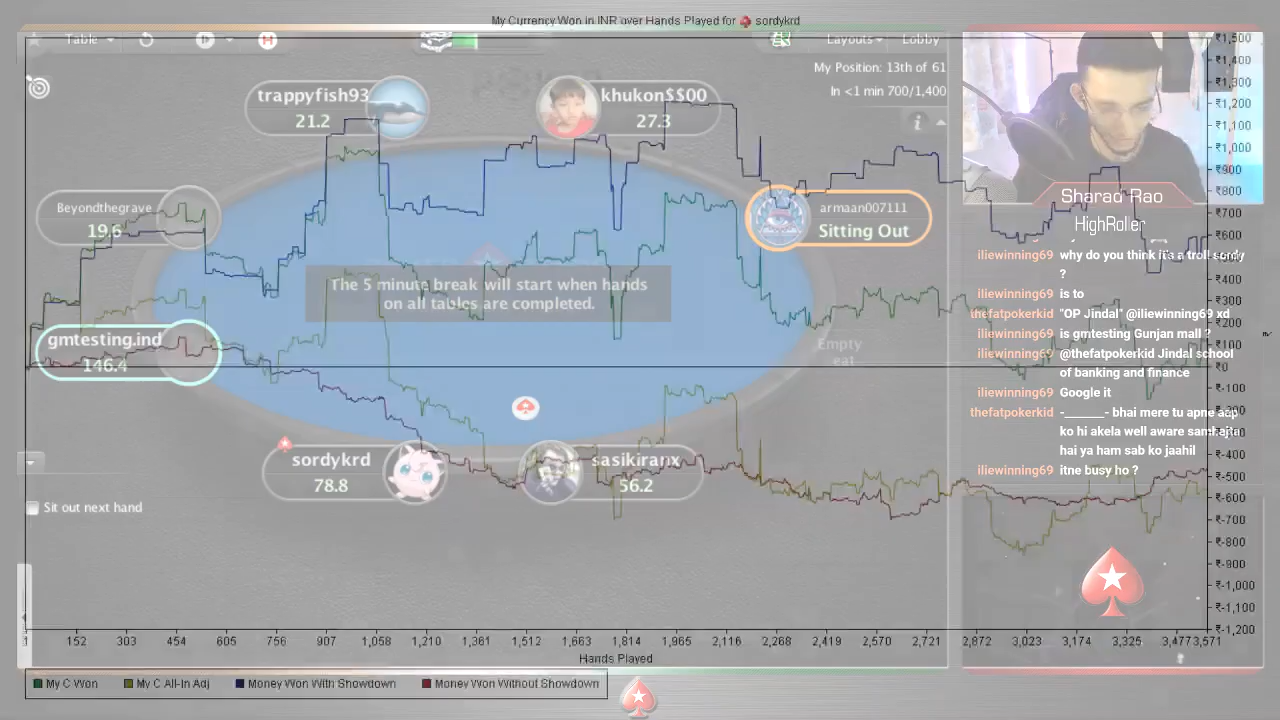 My Currency Won in INR over Hands Played for sordykrd
Table
H
Layouts
Lobby
My Position: 13th of 61
In <1 min 700/1,400
i
trappyfish93
21.2
khukon$$00
27.3
Beyondthegrave
19.6
armaan007111
Sitting Out
The 5 minute break will start when hands
on all tables are completed.
gmtesting.ind
146.4
Empty
eat
sordykrd
78.8
sasikiranx
56.2
Sit out next hand
Sharad Rao
HighRoller
iliewinning69 why do you think it's a troll sordy
?
iliewinning69 is to
thefatpokerkid "OP Jindal" @iliewinning69 xd
iliewinning69 is gmtesting Gunjan mall ?
iliewinning69 @thefatpokerkid Jindal school
of banking and finance
iliewinning69 Google it
thefatpokerkid -_______- bhai mere tu apne aap
ko hi akela well aware samhajta
hai ya ham sab ko jaahil
iliewinning69 itne busy ho ?
₹1,500
₹1,400
₹1,300
₹1,200
₹1,100
₹1,000
₹900
₹800
₹700
₹600
₹400
₹300
₹200
₹100
₹0
₹-100
₹-200
₹-300
₹-400
₹-500
₹-600
₹-700
₹-800
₹-900
₹-1,000
₹-1,100
₹-1,200
1 152 303 454 605 756 907 1,058 1,210 1,361 1,512 1,663 1,814 1,965 2,116 2,268 2,419 2,570 2,721 2,872 3,023 3,174 3,325 3,477 3,571
Hands Played
My C Won My C All-In Adj Money Won With Showdown Money Won Without Showdown